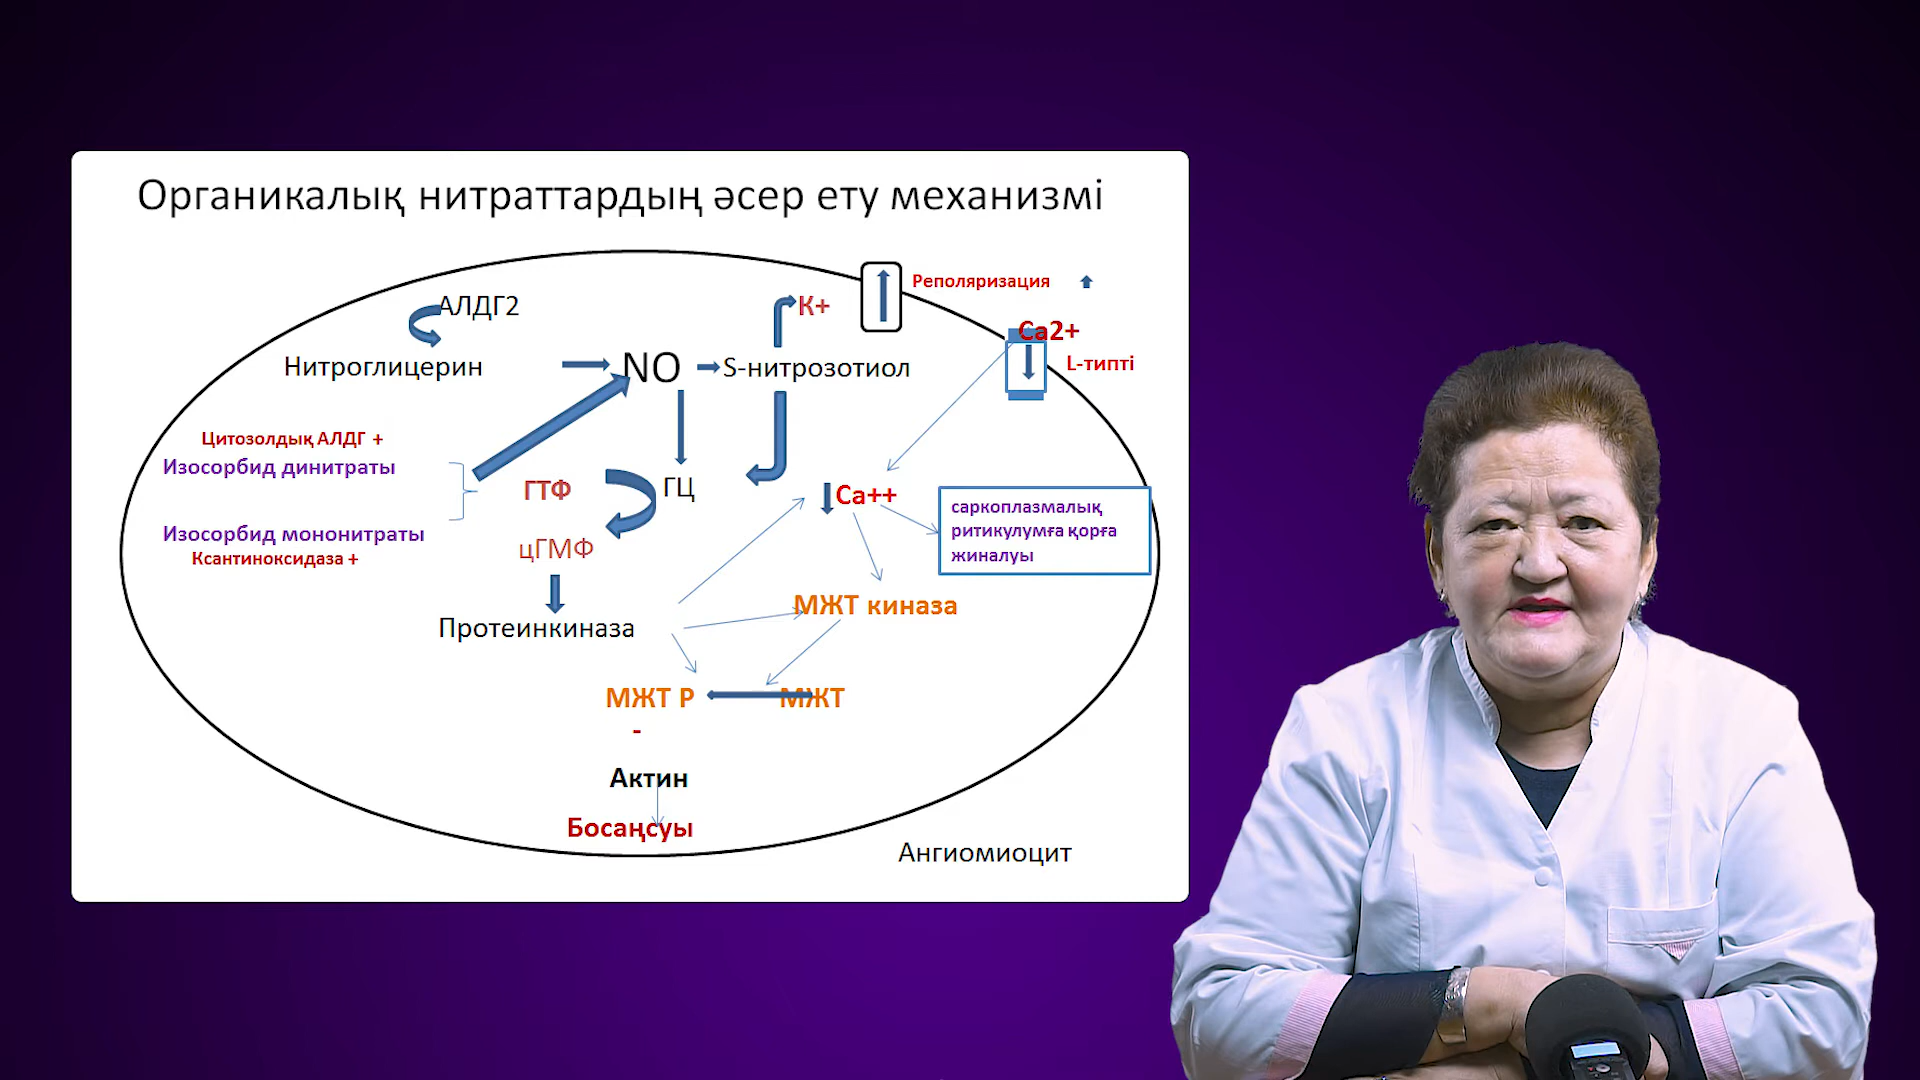 Органикалық нитраттардың әсер ету механизмі
Реполяризация
АЛДГ2
К+
Са2+
L-типті
Нитроглицерин
NO
S-нитрозотиол
Цитозолдық АЛДГ +
Изосорбид динитраты
ГТФ
ГЦ
Са++
саркоплазмалық
ритикулумға қорға
жиналуы
Изосорбид мононитраты
Ксантиноксидаза +
цГМФ
МЖТ киназа
Протеинкиназа
МЖТ Р
МЖТ
-
Актин
Босаңсуы
Ангиомиоцит